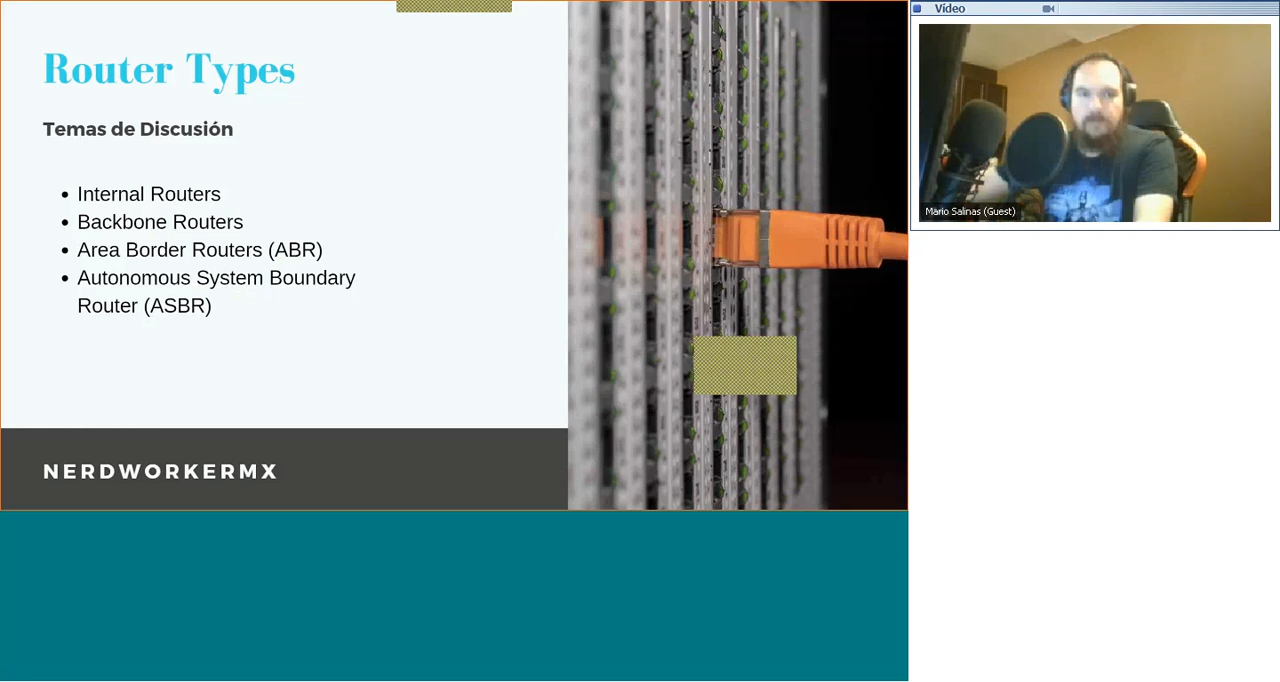 Router Types
Temas de Discusión
Internal Routers
Backbone Routers
Area Border Routers (ABR)
Autonomous System Boundary
Router (ASBR)
NERDWORKERMX
Vídeo
Mario Salinas (Guest)